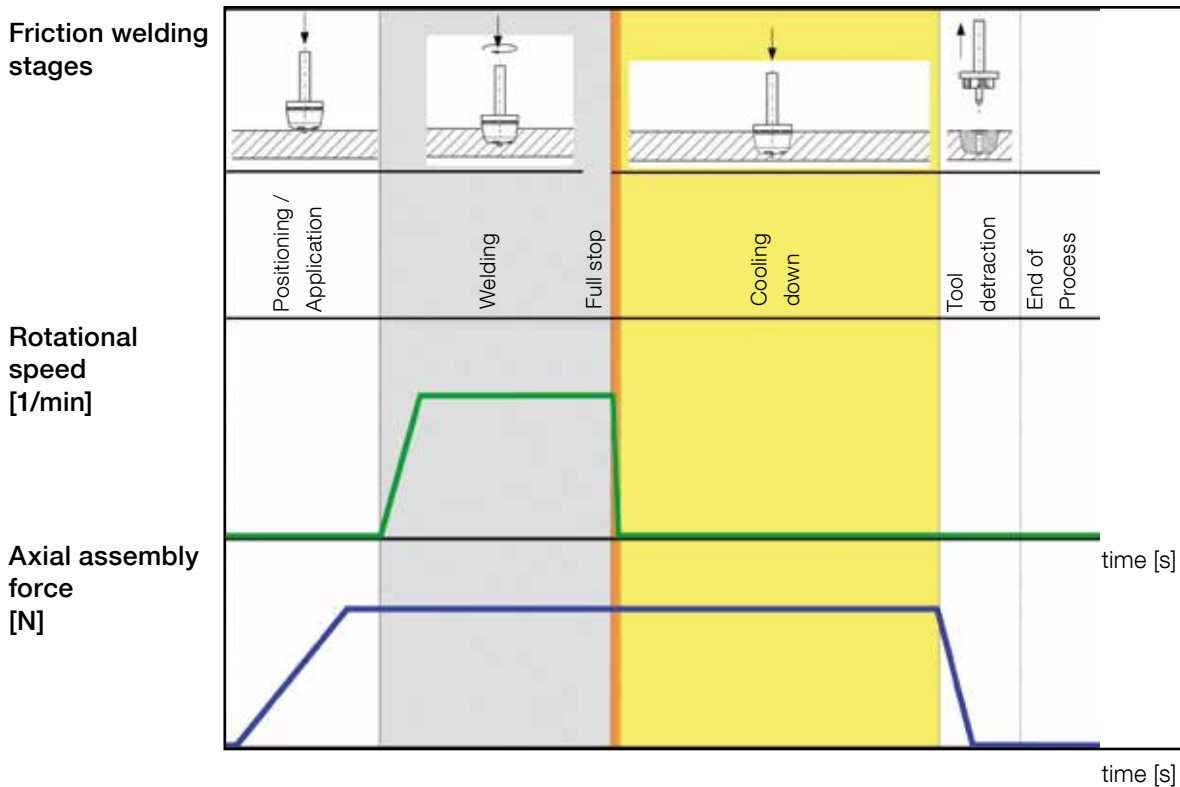 Friction welding
stages
Positioning /
Application
Welding
Full stop
Cooling
down
Tool
detraction
End of
Process
Rotational
speed
[1/min]
time [s]
Axial assembly
force
[N]
time [s]